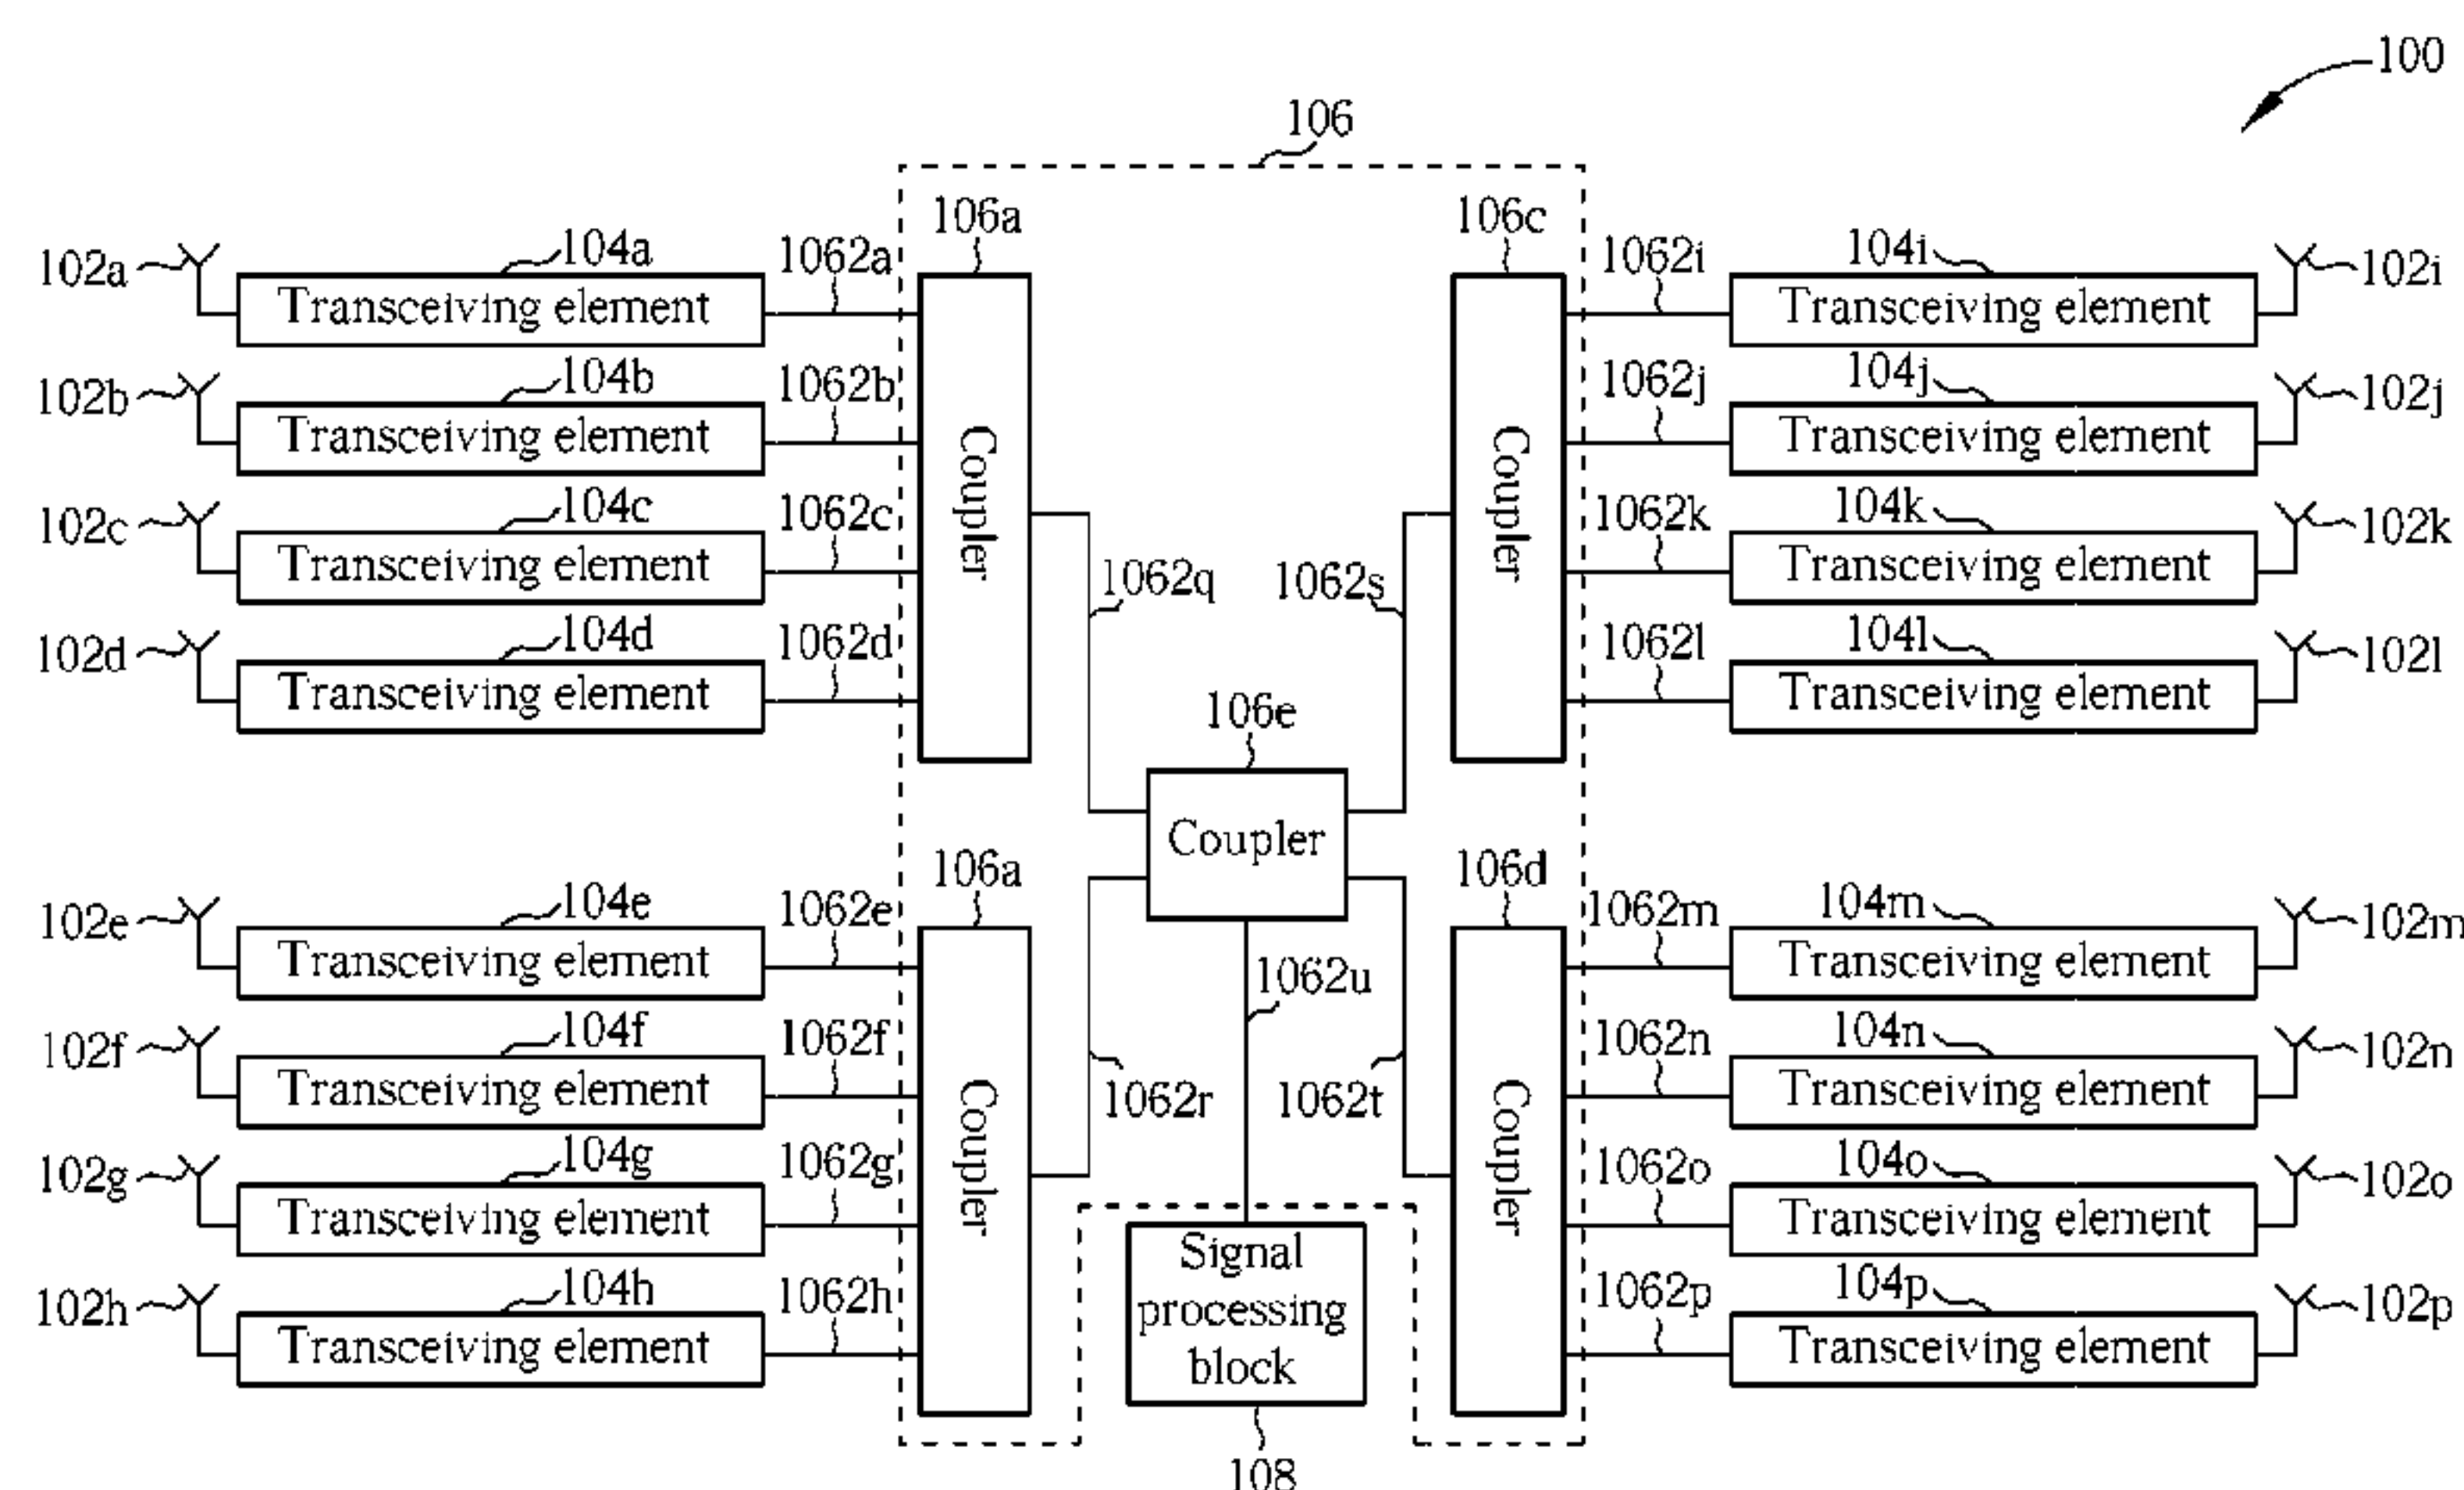 100
106
106a
106c
102a
104a
1062a
1062i
104i
102i
Transceiving element
Transceiving element
102b
104b
1062b
1062j
104j
102j
Transceiving element
Transceiving element
Coupler
Coupler
102c
104c
1062c
1062k
104k
102k
Transceiving element
Transceiving element
1062q
1062s
102d
104d
1062d
1062l
104l
102l
Transceiving element
Transceiving element
106e
Coupler
106a
106d
102e
104e
1062e
1062m
104m
102m
Transceiving element
Transceiving element
1062u
102f
104f
1062f
1062n
104n
102n
Transceiving element
Transceiving element
Coupler
Coupler
1062r
1062t
102g
104g
1062g
1062o
104o
102o
Transceiving element
Transceiving element
Signal
processing
block
102h
104h
1062h
1062p
104p
102p
Transceiving element
Transceiving element
108